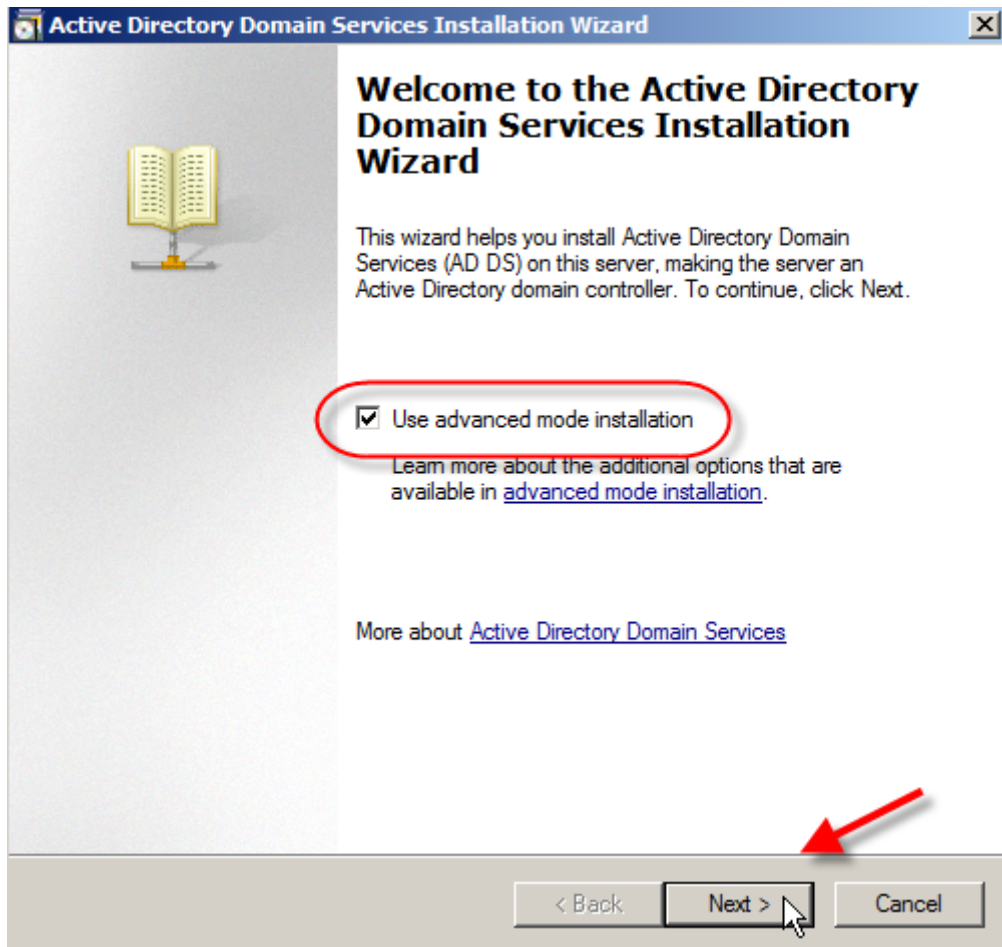 Active Directory Domain Services Installation Wizard
Welcome to the Active Directory
Domain Services Installation
Wizard
This wizard helps you install Active Directory Domain
Services (AD DS) on this server, making the server an
Active Directory domain controller. To continue, click Next.
Use advanced mode installation
Learn more about the additional options that are
available in advanced mode installation.
More about Active Directory Domain Services
< Back
Next >
Cancel